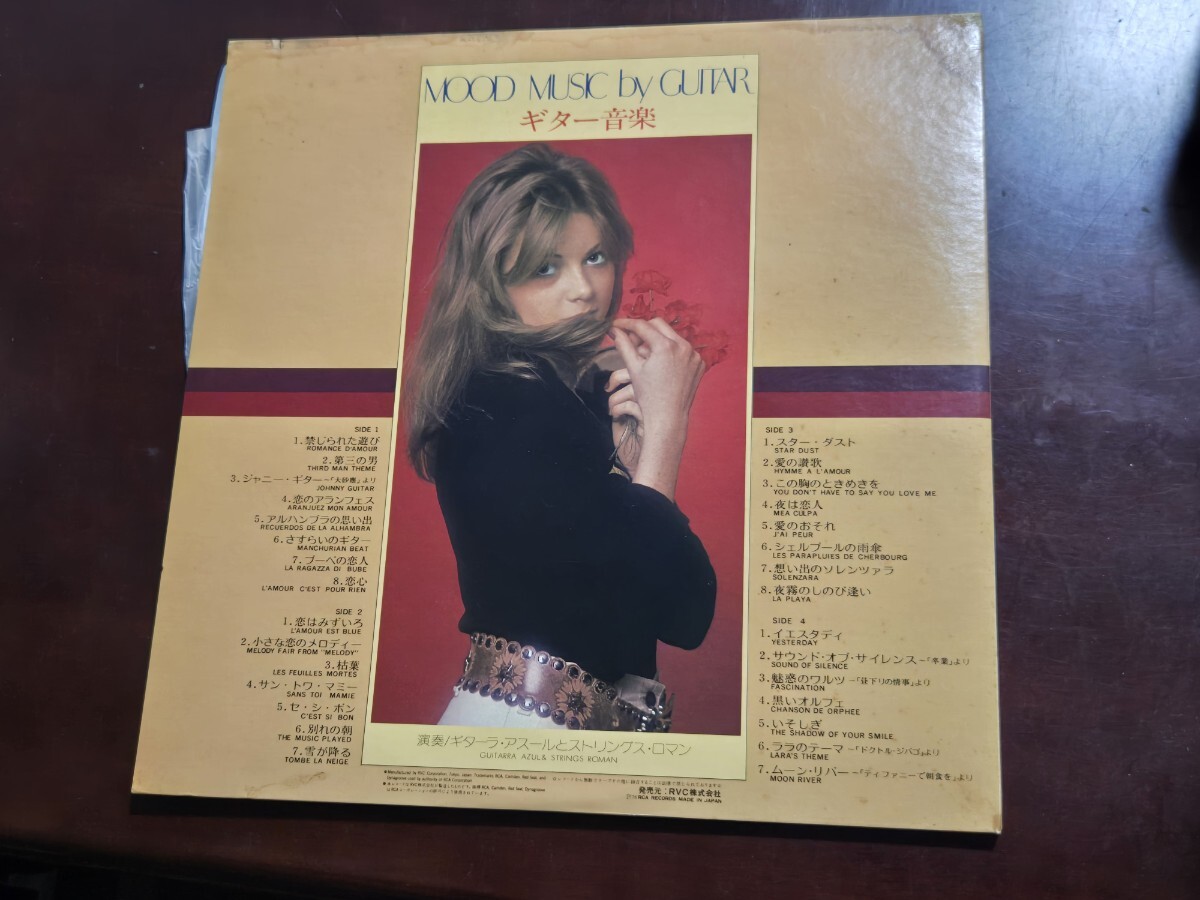 MOOD MUSIC by GUITAR
ギター音楽
SIDE 1
1.禁じられた遊び
ROMANCE D'AMOUR
2.第三の男
THIRD MAN THEME
3.ジャニー・ギター~「大砂塵」より
JOHNNY GUITAR
4.恋のアランフェス
ARANJUEZ MON AMOUR
5.アルハンブラの思い出
RECUERDOS DE LA ALHAMBRA
6.さすらいのギター
MANCHURIAN BEAT
7.ブーベの恋人
LA RAGAZZA DI BUBE
8.恋心
L'AMOUR C'EST POUR RIEN
SIDE 2
1.恋はみずいろ
L'AMOUR EST BLUE
2.小さな恋のメロディー
MELODY FAIR FROM "MELODY"
3.枯葉
LES FEUILLES MORTES
4.サン・トワ・マミー
SANS TOI MAMIE
5.セ・シ・ボン
C'EST SI BON
6.別れの朝
THE MUSIC PLAYED
7.雪が降る
TOMBE LA NEIGE
SIDE 3
1.スター・ダスト
STAR DUST
2.愛の讃歌
HYMME A L'AMOUR
3.この胸のときめきを
YOU DON'T HAVE TO SAY YOU LOVE ME
4.夜は恋人
MEA CULPA
5.愛のおそれ
J'AI PEUR
6.シェルブールの雨傘
LES PARAPLUIES DE CHERBOURG
7.想い出のソレンツァラ
SOLENZARA
8.夜霧のしのび逢い
LA PLAYA
SIDE 4
1.イエスタディ
YESTERDAY
2.サウンド・オブ・サイレンス~「卒業」より
SOUND OF SILENCE
3.魅惑のワルツ~「昼下りの情事」より
FASCINATION
4.黒いオルフェ
CHANSON DE ORPHEE
5.いそしぎ
THE SHADOW OF YOUR SMILE
6.ララのテーマ~「ドクトル・ジバゴ」より
LARA'S THEME
7.ムーン・リバー~「ティファニーで朝食を」より
MOON RIVER
演奏/ギターラ・アスールとストリングス・ロマン
GUITARRA AZUL & STRINGS ROMAN
発売元:RVC株式会社
RCA RECORDS MADE IN JAPAN